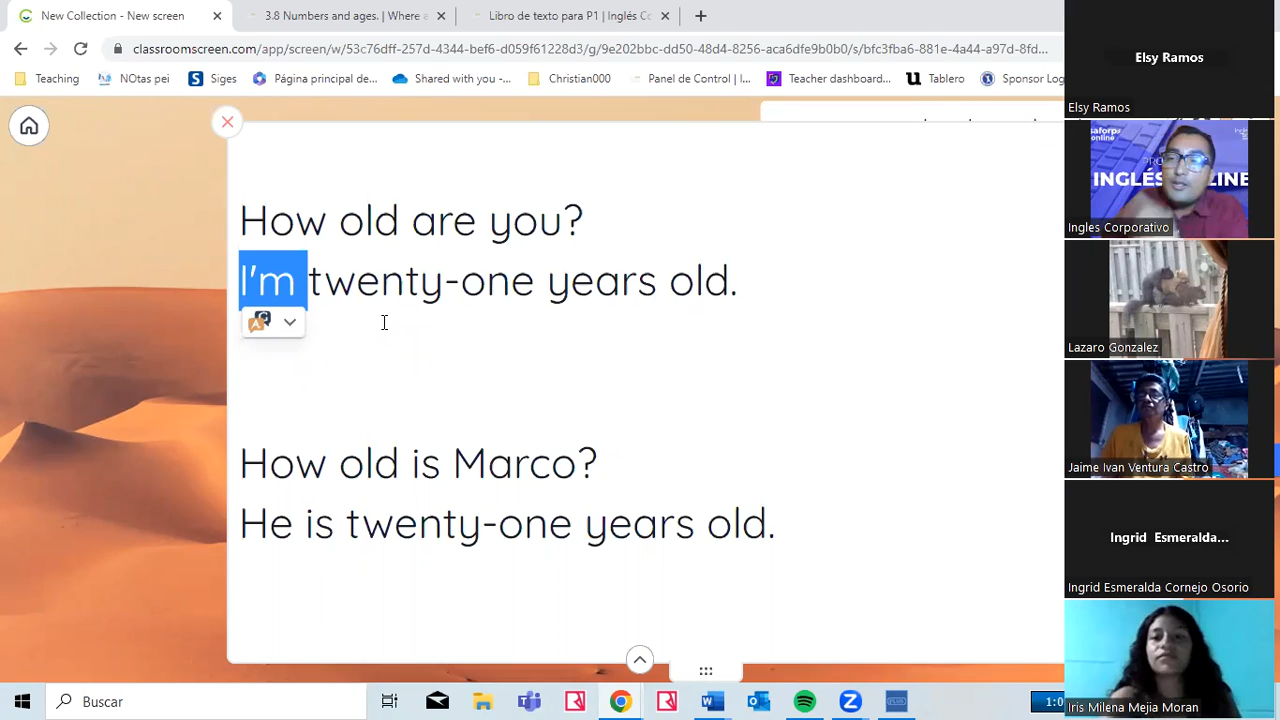 New Collection - New screen
3.8 Numbers and ages. | Where a
Libro de texto para P1 | Inglés Co
classroomscreen.com/app/screen/w/53c76dff-257d-4344-bef6-d059f61228d3/g/9e202bbc-dd50-48d4-8256-aca6dfe9b0b0/s/bfc3fba6-881e-4a44-a97d-8fd...
Teaching
NOtas pei
Siges
Página principal de...
Shared with you -...
Christian000
Panel de Control | I...
Teacher dashboard...
Tablero
Sponsor Log
How old are you?
I'm twenty-one years old.
How old is Marco?
He is twenty-one years old.
Elsy Ramos
Elsy Ramos
INGLÉS
LINE
online
Ingles Corporativo
Lazaro Gonzalez
Jaime Ivan Ventura Castro
Ingrid Esmeralda...
Ingrid Esmeralda Cornejo Osorio
Iris Milena Mejia Moran
Buscar
1:0